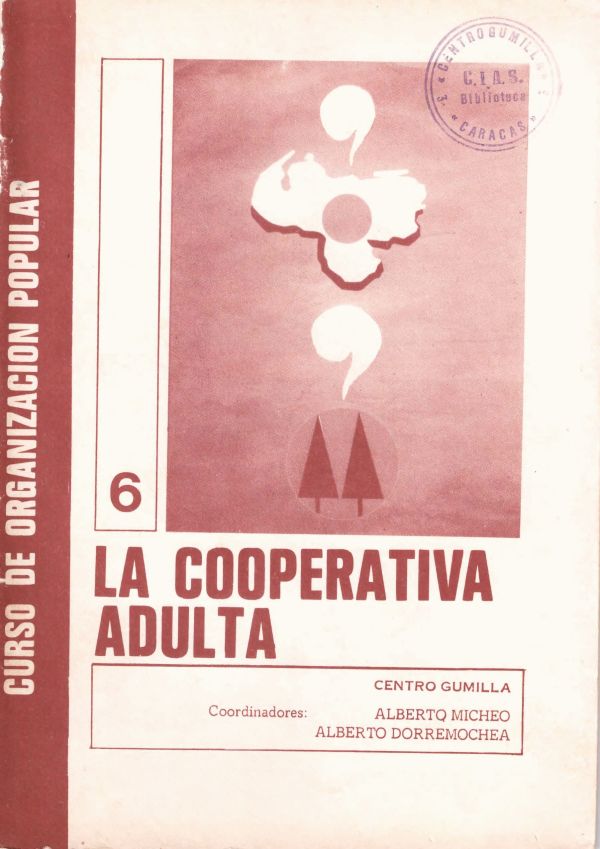 CURSO DE ORGANIZACION POPULAR
« CENTRO GUMILLA »
C.I.A.S.
Biblioteca
« CARACAS »
6
LA COOPERATIVA
ADULTA
CENTRO GUMILLA
Coordinadores: ALBERTO MICHEO
ALBERTO DORREMOCHEA